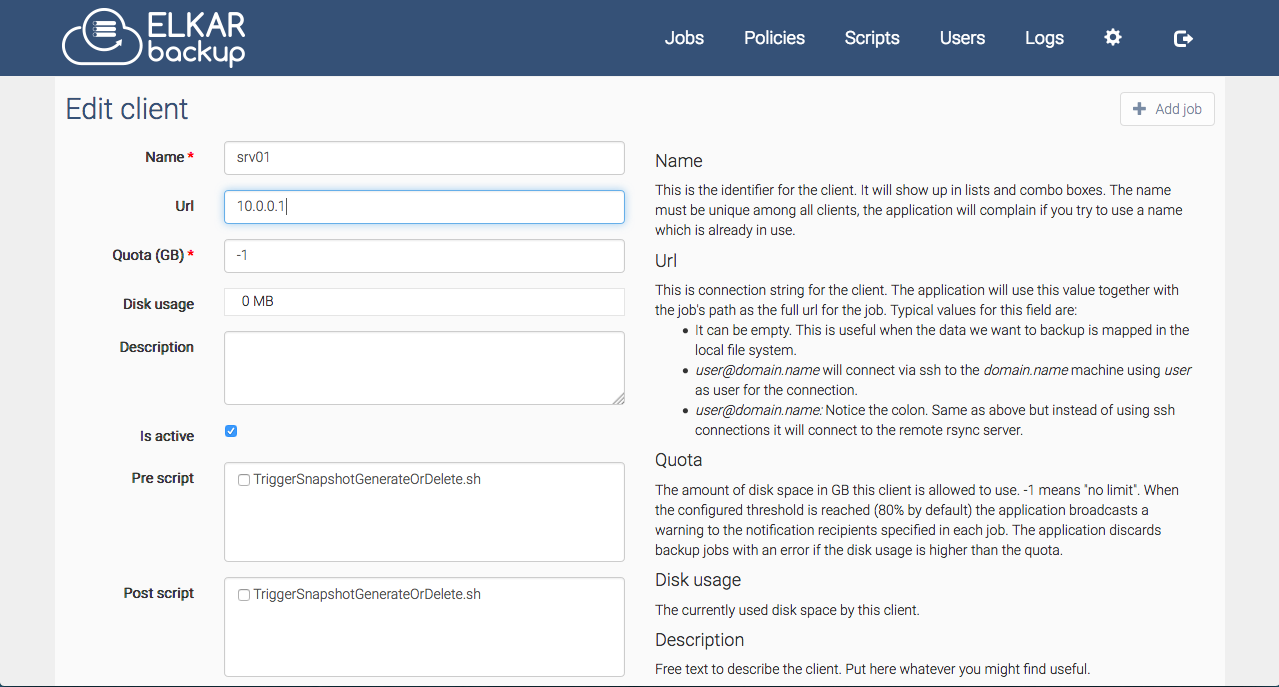 ELKAR
backup
Jobs
Policies
Scripts
Users
Logs
Edit client
Add job
Name *
srv01
Url
10.0.0.1
Quota (GB) *
-1
Disk usage
0 MB
Description
Is active
Pre script
TriggerSnapshotGenerateOrDelete.sh
Post script
TriggerSnapshotGenerateOrDelete.sh
Name
This is the identifier for the client. It will show up in lists and combo boxes. The name
must be unique among all clients, the application will complain if you try to use a name
which is already in use.
Url
This is connection string for the client. The application will use this value together with
the job's path as the full url for the job. Typical values for this field are:
• It can be empty. This is useful when the data we want to backup is mapped in the
local file system.
• user@domain.name will connect via ssh to the domain.name machine using user
as user for the connection.
• user@domain.name: Notice the colon. Same as above but instead of using ssh
connections it will connect to the remote rsync server.
Quota
The amount of disk space in GB this client is allowed to use. -1 means "no limit". When
the configured threshold is reached (80% by default) the application broadcasts a
warning to the notification recipients specified in each job. The application discards
backup jobs with an error if the disk usage is higher than the quota.
Disk usage
The currently used disk space by this client.
Description
Free text to describe the client. Put here whatever you might find useful.